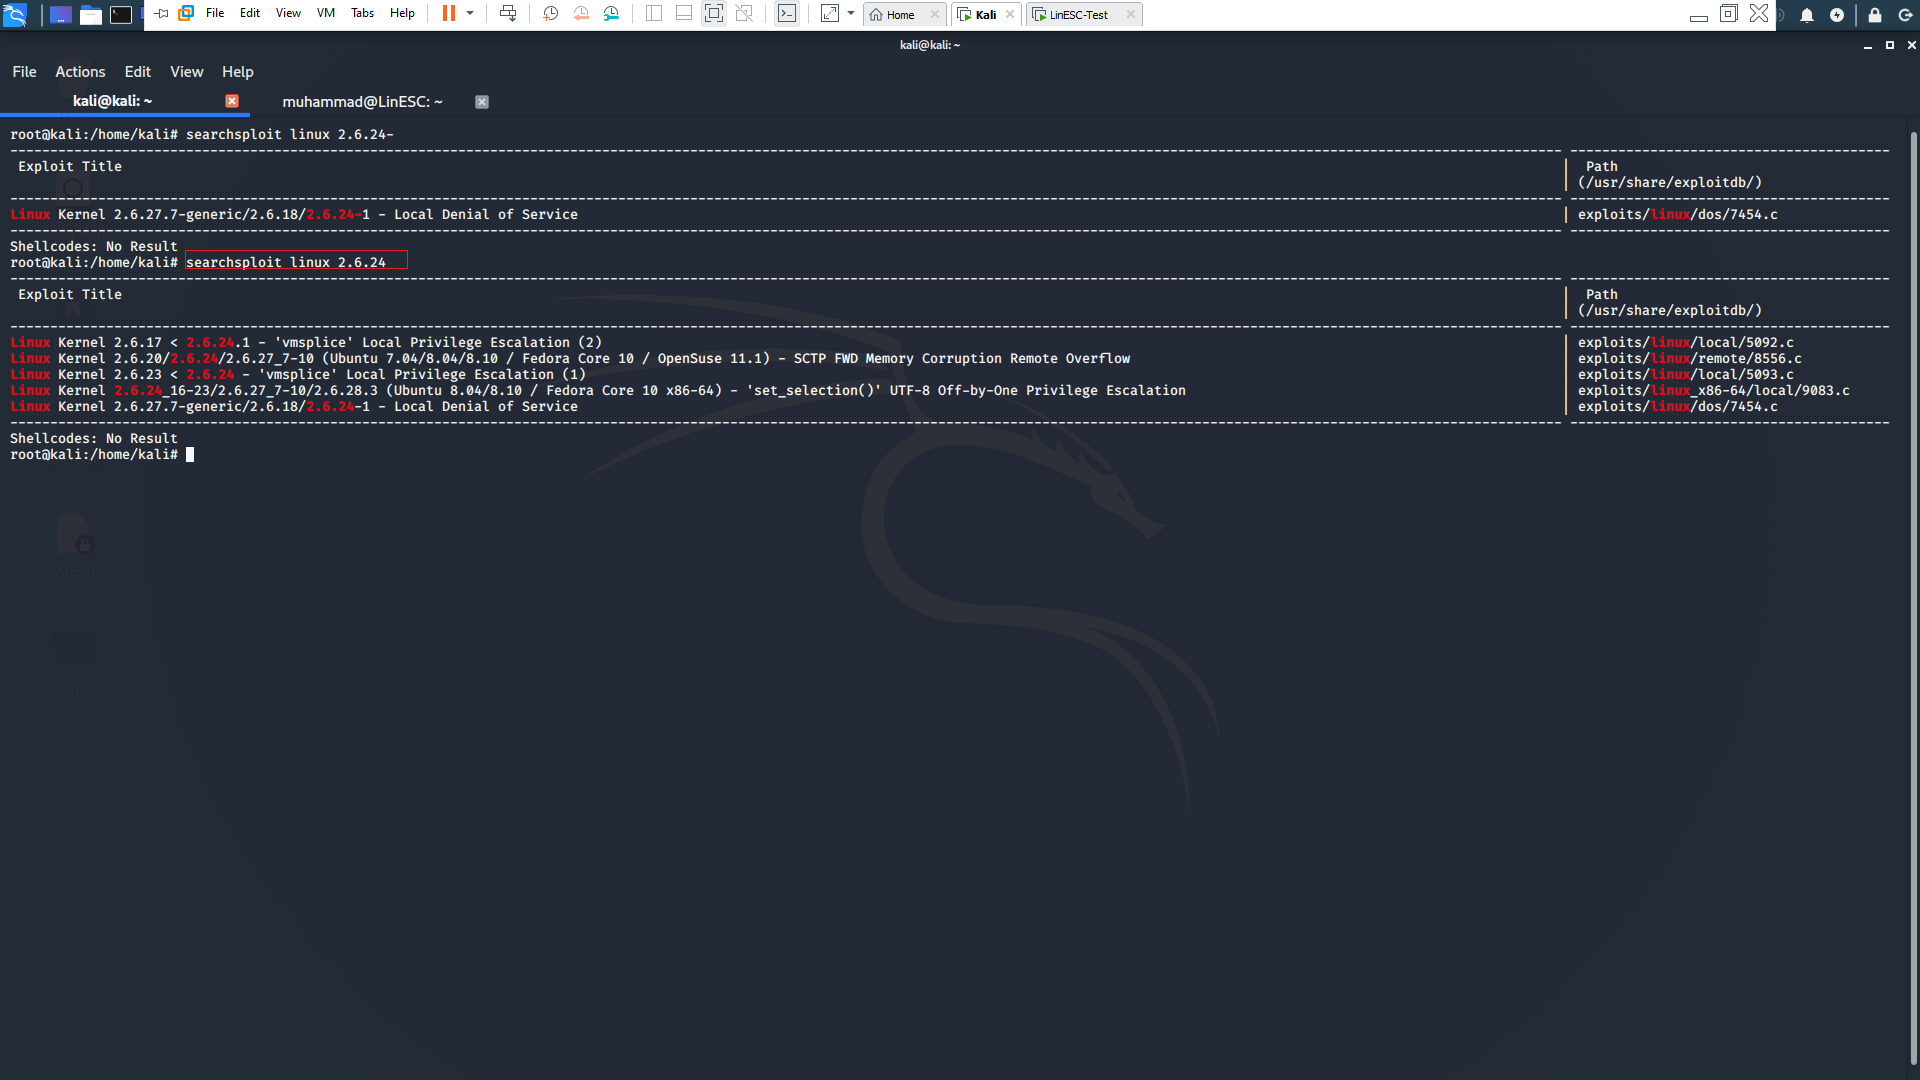 File Edit View VM Tabs Help Home Kali LinESC-Test
kali@kali: ~
File Actions Edit View Help
kali@kali: ~ muhammad@LinESC: ~
root@kali:/home/kali# searchsploit linux 2.6.24-
Exploit Title | Path
(/usr/share/exploitdb/)
Linux Kernel 2.6.27.7-generic/2.6.18/2.6.24-1 - Local Denial of Service | exploits/linux/dos/7454.c
Shellcodes: No Result
root@kali:/home/kali# searchsploit linux 2.6.24
Exploit Title | Path
(/usr/share/exploitdb/)
Linux Kernel 2.6.17 < 2.6.24.1 - 'vmsplice' Local Privilege Escalation (2) | exploits/linux/local/5092.c
Linux Kernel 2.6.20/2.6.24/2.6.27_7-10 (Ubuntu 7.04/8.04/8.10 / Fedora Core 10 / OpenSuse 11.1) - SCTP FWD Memory Corruption Remote Overflow | exploits/linux/remote/8556.c
Linux Kernel 2.6.23 < 2.6.24 - 'vmsplice' Local Privilege Escalation (1) | exploits/linux/local/5093.c
Linux Kernel 2.6.24_16-23/2.6.27_7-10/2.6.28.3 (Ubuntu 8.04/8.10 / Fedora Core 10 x86-64) - 'set_selection()' UTF-8 Off-by-One Privilege Escalation | exploits/linux_x86-64/local/9083.c
Linux Kernel 2.6.27.7-generic/2.6.18/2.6.24-1 - Local Denial of Service | exploits/linux/dos/7454.c
Shellcodes: No Result
root@kali:/home/kali#
normal